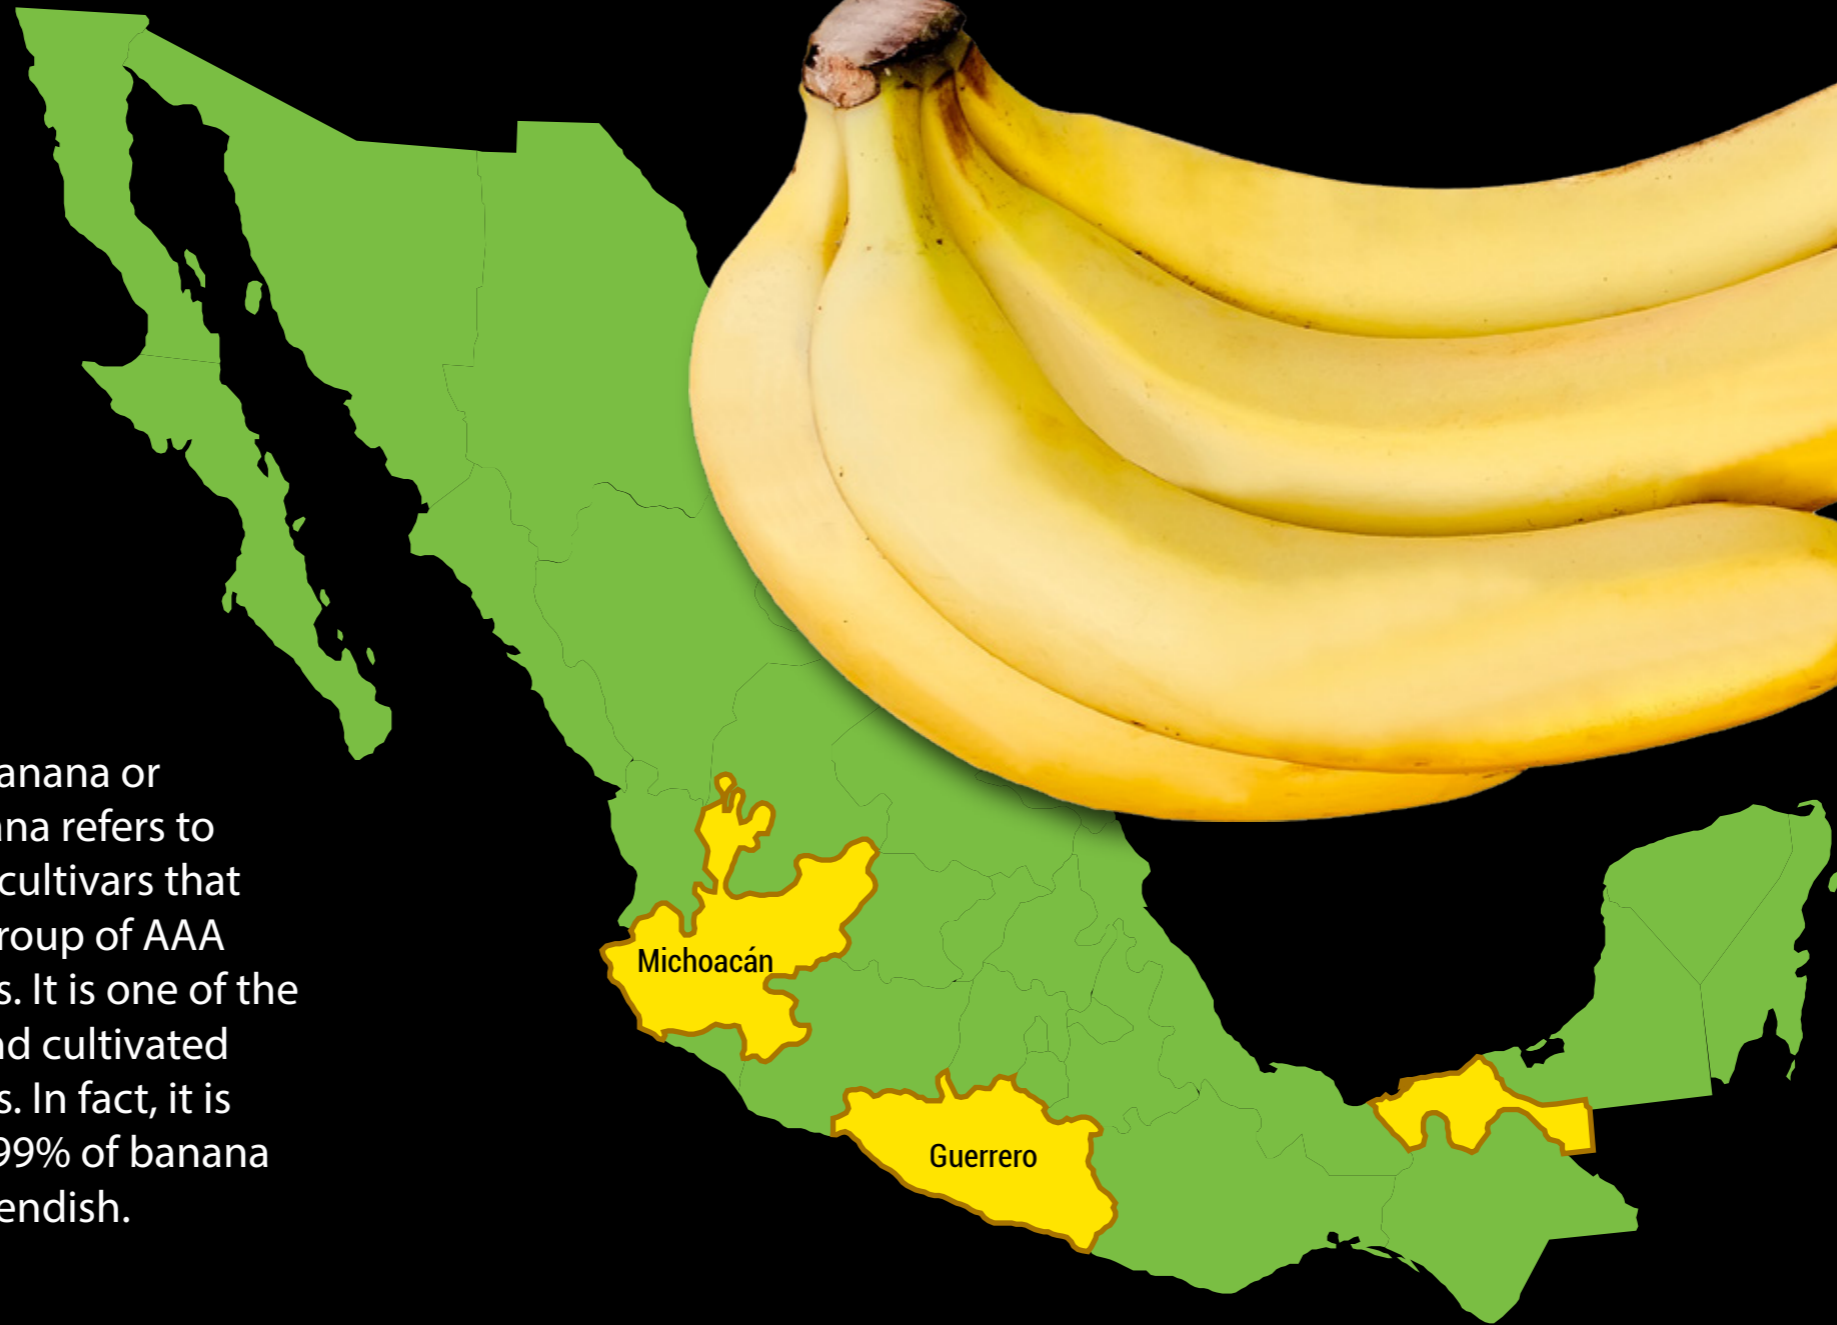 anana or
na refers to
cultivars that
roup of AAA
s. It is one of the
nd cultivated
s. In fact, it is
99% of banana
endish.
Michoacán
Guerrero